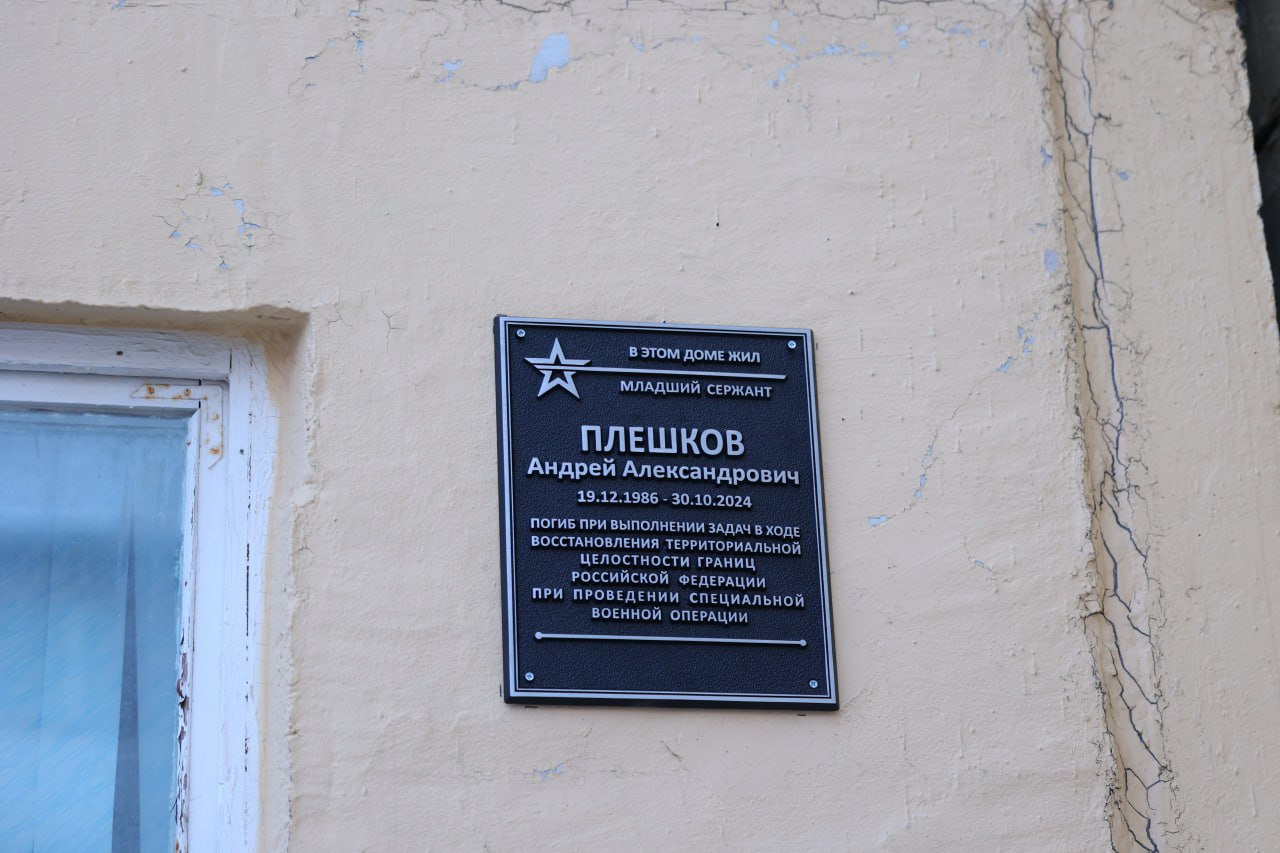 В ЭТОМ ДОМЕ ЖИЛ
МЛАДШИЙ СЕРЖАНТ
ПЛЕШКОВ
Андрей Александрович
19.12.1986 - 30.10.2024
ПОГИБ ПРИ ВЫПОЛНЕНИИ ЗАДАЧ В ХОДЕ
ВОССТАНОВЛЕНИЯ ТЕРРИТОРИАЛЬНОЙ
ЦЕЛОСТНОСТИ ГРАНИЦ
РОССИЙСКОЙ ФЕДЕРАЦИИ
ПРИ ПРОВЕДЕНИИ СПЕЦИАЛЬНОЙ
ВОЕННОЙ ОПЕРАЦИИ